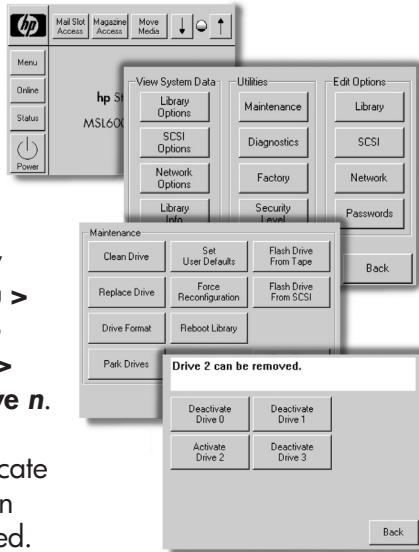 hp
Mail Slot Access
Magazine Access
Move Media
Menu
Online
Status
Power
hp St
MSL600
View System Data
Library Options
SCSI Options
Network Options
Library Info
Utilities
Maintenance
Diagnostics
Factory
Security Level
Edit Options
Library
SCSI
Network
Passwords
Back
Maintenance
Clean Drive
Set User Defaults
Flash Drive From Tape
Replace Drive
Force Reconfiguration
Flash Drive From SCSI
Drive Format
Reboot Library
Park Drives
Drive 2 can be removed.
Deactivate Drive 0
Deactivate Drive 1
Activate Drive 2
Deactivate Drive 3
Back
>
>
ve n.
cate
n
ed.